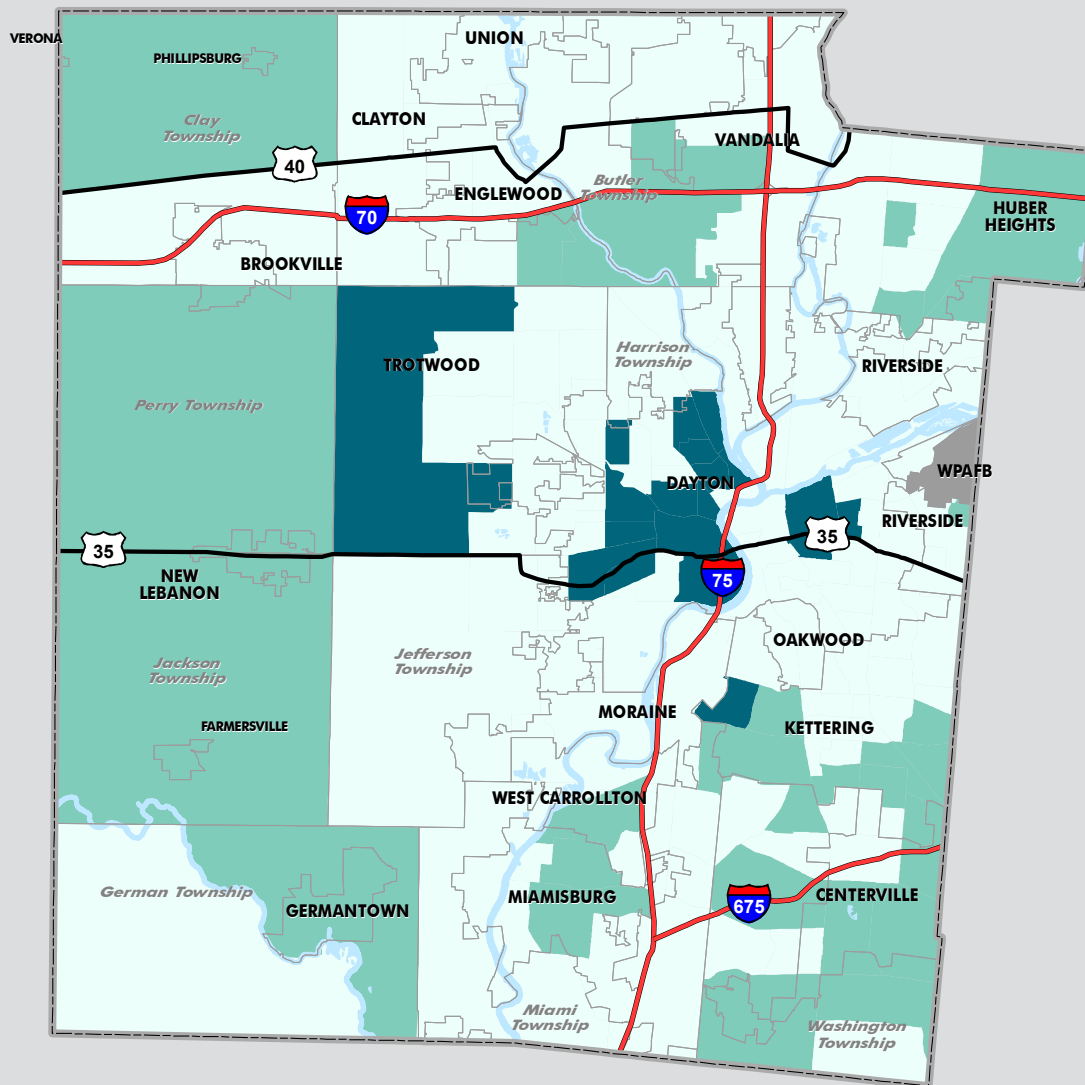 UNION
VERONA
PHILLIPSBURG
Clay
Township
CLAYTON
VANDALIA
40
Butler
Township
ENGLEWOOD
70
HUBER
HEIGHTS
BROOKVILLE
Harrison
Township
TROTWOOD
RIVERSIDE
Perry Township
WPAFB
DAYTON
RIVERSIDE
35
35
75
NEW
LEBANON
OAKWOOD
Jefferson
Township
Jackson
Township
MORAINE
FARMERSVILLE
KETTERING
WEST CARROLLTON
German Township
MIAMISBURG
CENTERVILLE
675
GERMANTOWN
Miami
Township
Washington
Township